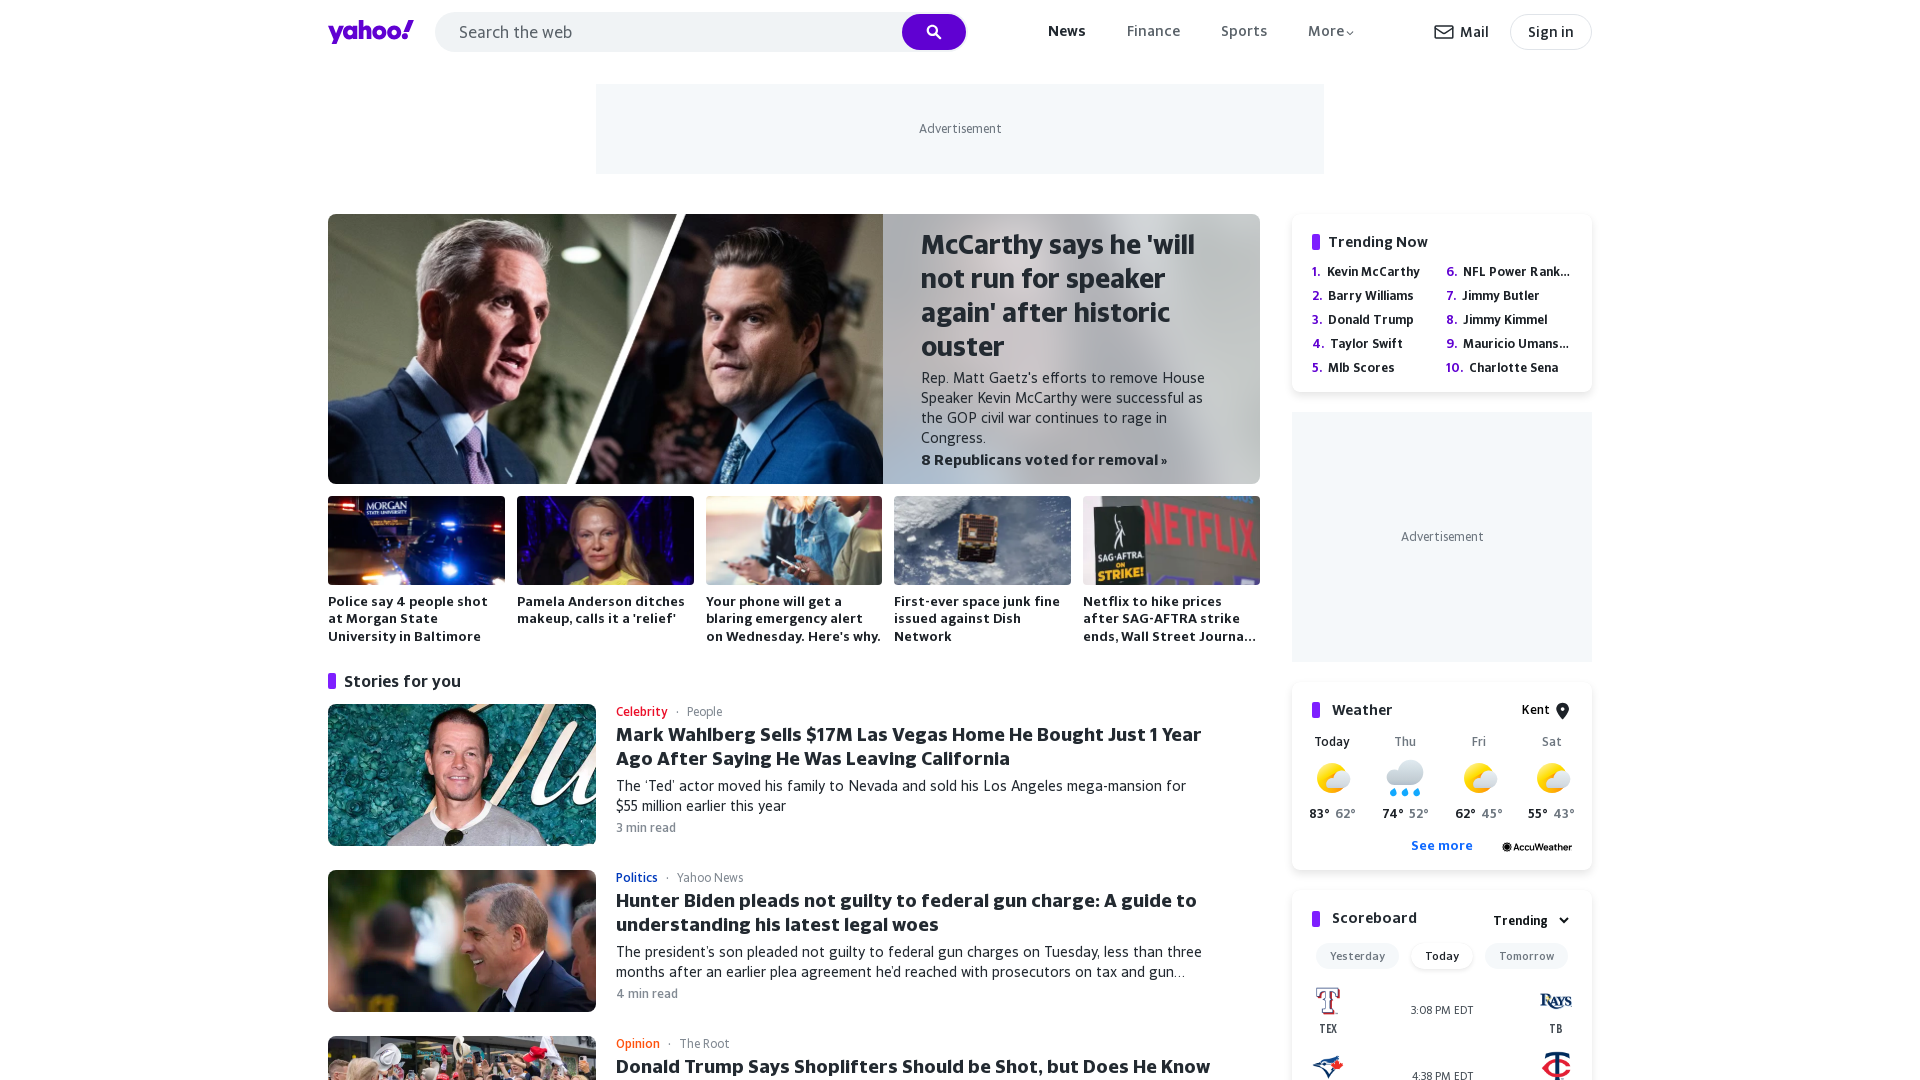 yahoo!
Search the web
News
Finance
Sports
More
Mail
Sign in
Advertisement
McCarthy says he 'will
not run for speaker
again' after historic
ouster
Rep. Matt Gaetz's efforts to remove House
Speaker Kevin McCarthy were successful as
the GOP civil war continues to rage in
Congress.
8 Republicans voted for removal »
MORGAN
STATE UNIVERSITY
Police say 4 people shot
at Morgan State
University in Baltimore
Pamela Anderson ditches
makeup, calls it a 'relief'
Your phone will get a
blaring emergency alert
on Wednesday. Here's why.
First-ever space junk fine
issued against Dish
Network
NETFLIX
SAG-AFTRA
ON
STRIKE!
Netflix to hike prices
after SAG-AFTRA strike
ends, Wall Street Journa...
Stories for you
Celebrity · People
Mark Wahlberg Sells $17M Las Vegas Home He Bought Just 1 Year
Ago After Saying He Was Leaving California
The ‘Ted’ actor moved his family to Nevada and sold his Los Angeles mega-mansion for
$55 million earlier this year
3 min read
Politics · Yahoo News
Hunter Biden pleads not guilty to federal gun charge: A guide to
understanding his latest legal woes
The president’s son pleaded not guilty to federal gun charges on Tuesday, less than three
months after an earlier plea agreement he’d reached with prosecutors on tax and gun…
4 min read
Opinion · The Root
Donald Trump Says Shoplifters Should be Shot, but Does He Know
Trending Now
1. Kevin McCarthy
2. Barry Williams
3. Donald Trump
4. Taylor Swift
5. Mlb Scores
6. NFL Power Rank...
7. Jimmy Butler
8. Jimmy Kimmel
9. Mauricio Umans...
10. Charlotte Sena
Advertisement
Weather
Kent
Today Thu Fri Sat
83° 62° 74° 52° 62° 45° 55° 43°
See more
AccuWeather
Scoreboard
Trending
Yesterday Today Tomorrow
RAYS
3:08 PM EDT
TEX TB
4:38 PM EDT